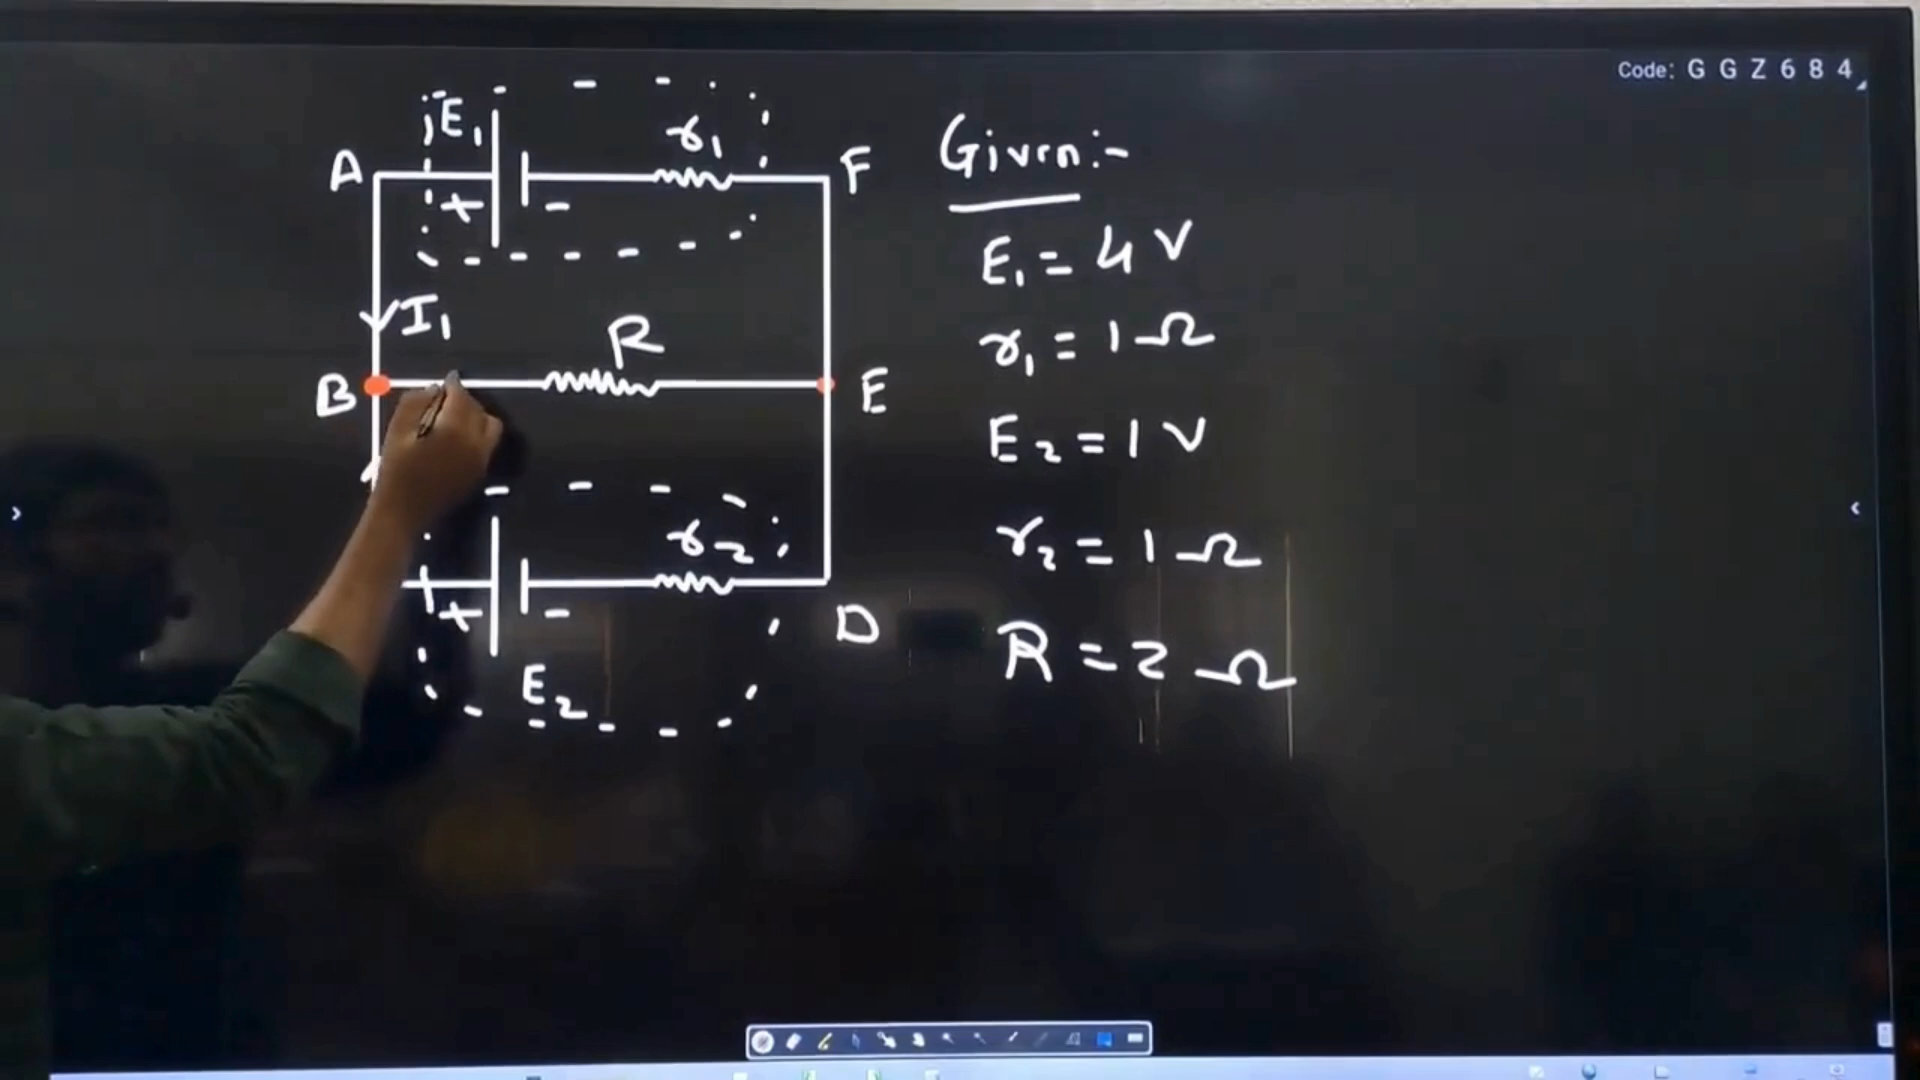 Code: G G Z 6 8 4
E₁
r₁
A
F
+
-
I₁
R
B
E
r₂
+
-
D
E₂
Given:-
E₁ = 4 V
r₁ = 1 Ω
E₂ = 1 V
r₂ = 1 Ω
R = 2 Ω